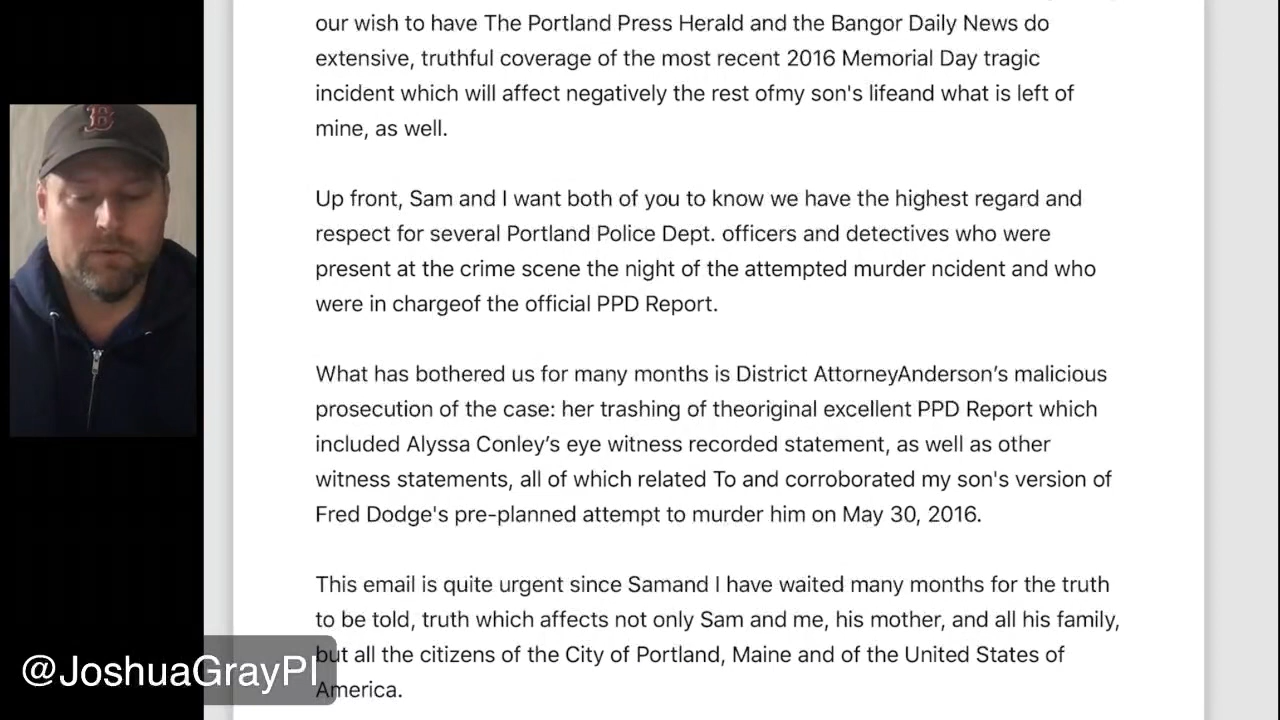 our wish to have The Portland Press Herald and the Bangor Daily News do
extensive, truthful coverage of the most recent 2016 Memorial Day tragic
incident which will affect negatively the rest ofmy son's lifeand what is left of
mine, as well.
Up front, Sam and I want both of you to know we have the highest regard and
respect for several Portland Police Dept. officers and detectives who were
present at the crime scene the night of the attempted murder ncident and who
were in chargeof the official PPD Report.
What has bothered us for many months is District AttorneyAnderson’s malicious
prosecution of the case: her trashing of theoriginal excellent PPD Report which
included Alyssa Conley’s eye witness recorded statement, as well as other
witness statements, all of which related To and corroborated my son's version of
Fred Dodge's pre-planned attempt to murder him on May 30, 2016.
This email is quite urgent since Samand I have waited many months for the truth
to be told, truth which affects not only Sam and me, his mother, and all his family,
but all the citizens of the City of Portland, Maine and of the United States of
America.
@JoshuaGrayPI
B